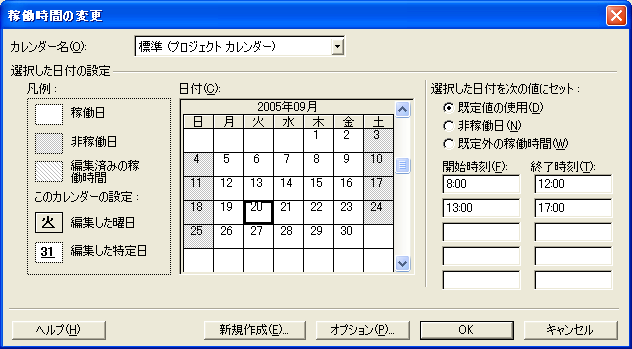 稼働時間の変更
カレンダー名(O): 標準 (プロジェクト カレンダー)
選択した日付の設定
凡例:
稼働日
非稼働日
編集済みの稼
働時間
このカレンダーの設定:
火 編集した曜日
31 編集した特定日
日付(C):
2005年09月
日 月 火 水 木 金 土
1 2 3
4 5 6 7 8 9 10
11 12 13 14 15 16 17
18 19 20 21 22 23 24
25 26 27 28 29 30
選択した日付を次の値にセット:
既定値の使用(D)
非稼働日(N)
既定外の稼働時間(W)
開始時刻(F): 終了時刻(T):
8:00 12:00
13:00 17:00
ヘルプ(H) 新規作成(E)... オプション(P)... OK キャンセル